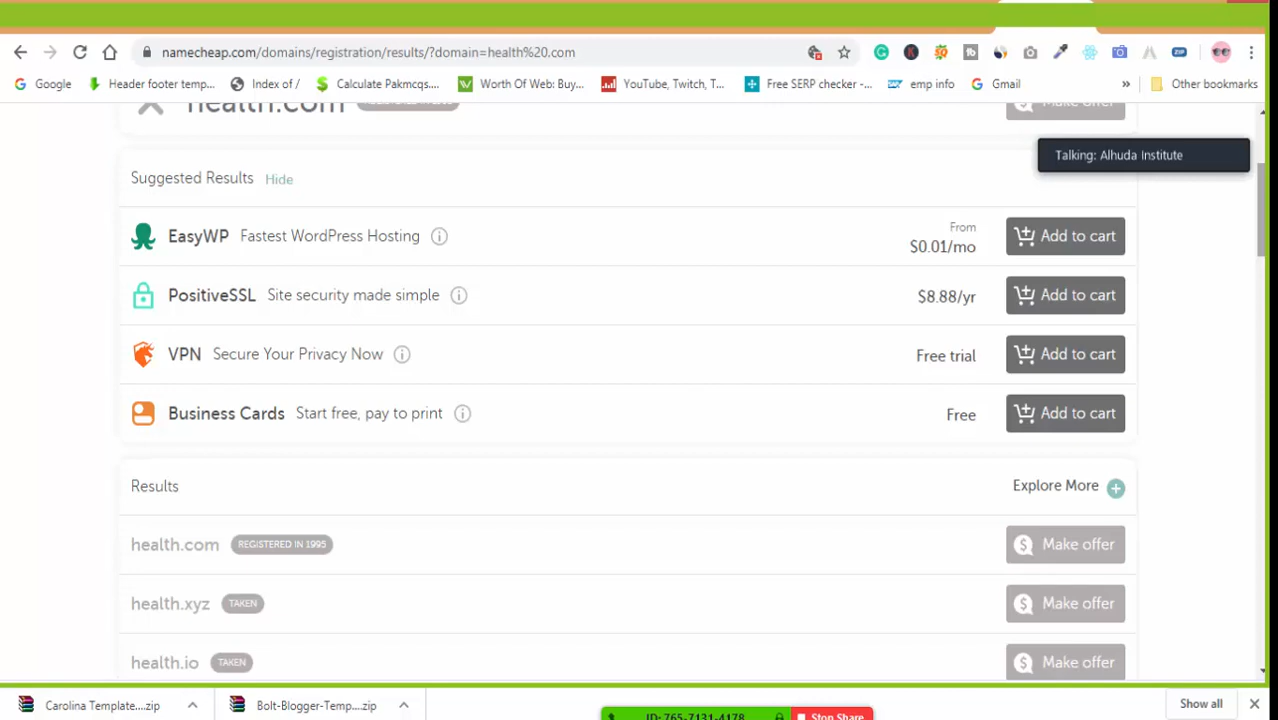 namecheap.com/domains/registration/results/?domain=health%20.com
Google
Header footer temp...
Index of /
Calculate Pakmcqs....
Worth Of Web: Buy...
YouTube, Twitch, T...
Free SERP checker -...
emp info
Gmail
»
Other bookmarks
health.com
Make offer
Talking: Alhuda Institute
Suggested Results Hide
EasyWP Fastest WordPress Hosting
From
$0.01/mo
Add to cart
PositiveSSL Site security made simple
$8.88/yr
Add to cart
VPN Secure Your Privacy Now
Free trial
Add to cart
Business Cards Start free, pay to print
Free
Add to cart
Results
Explore More
health.com REGISTERED IN 1995
Make offer
health.xyz TAKEN
Make offer
health.io TAKEN
Make offer
Carolina Template....zip
Bolt-Blogger-Temp....zip
Show all
ID: 765-7131-4178
Stop Share